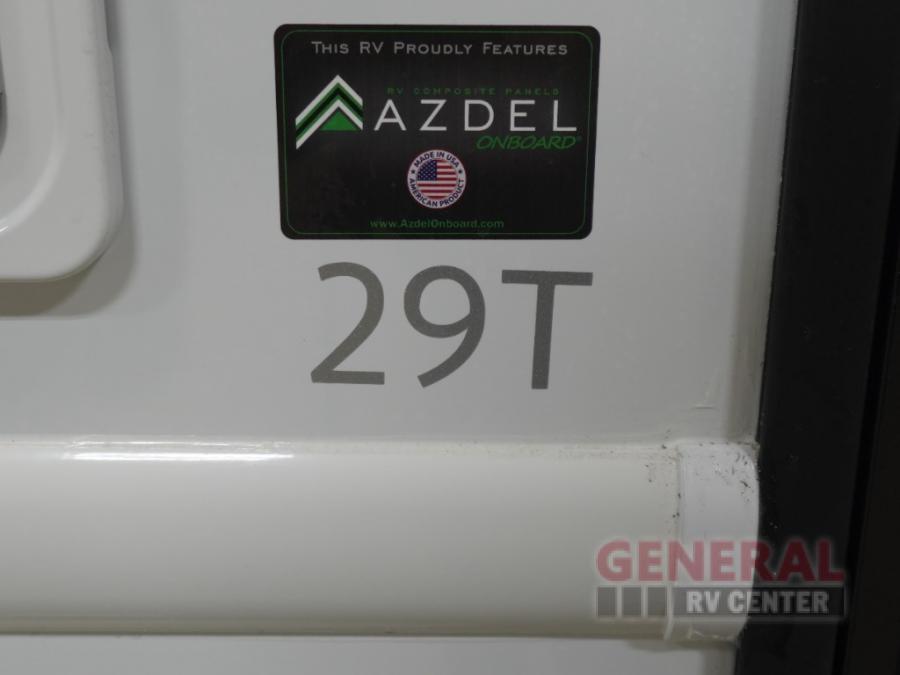 This RV Proudly Features
RV COMPOSITE PANELS
AZDEL
ONBOARD®
MADE IN USA
AMERICAN PRODUCT
www.AzdelOnboard.com
29T
GENERAL
RV CENTER